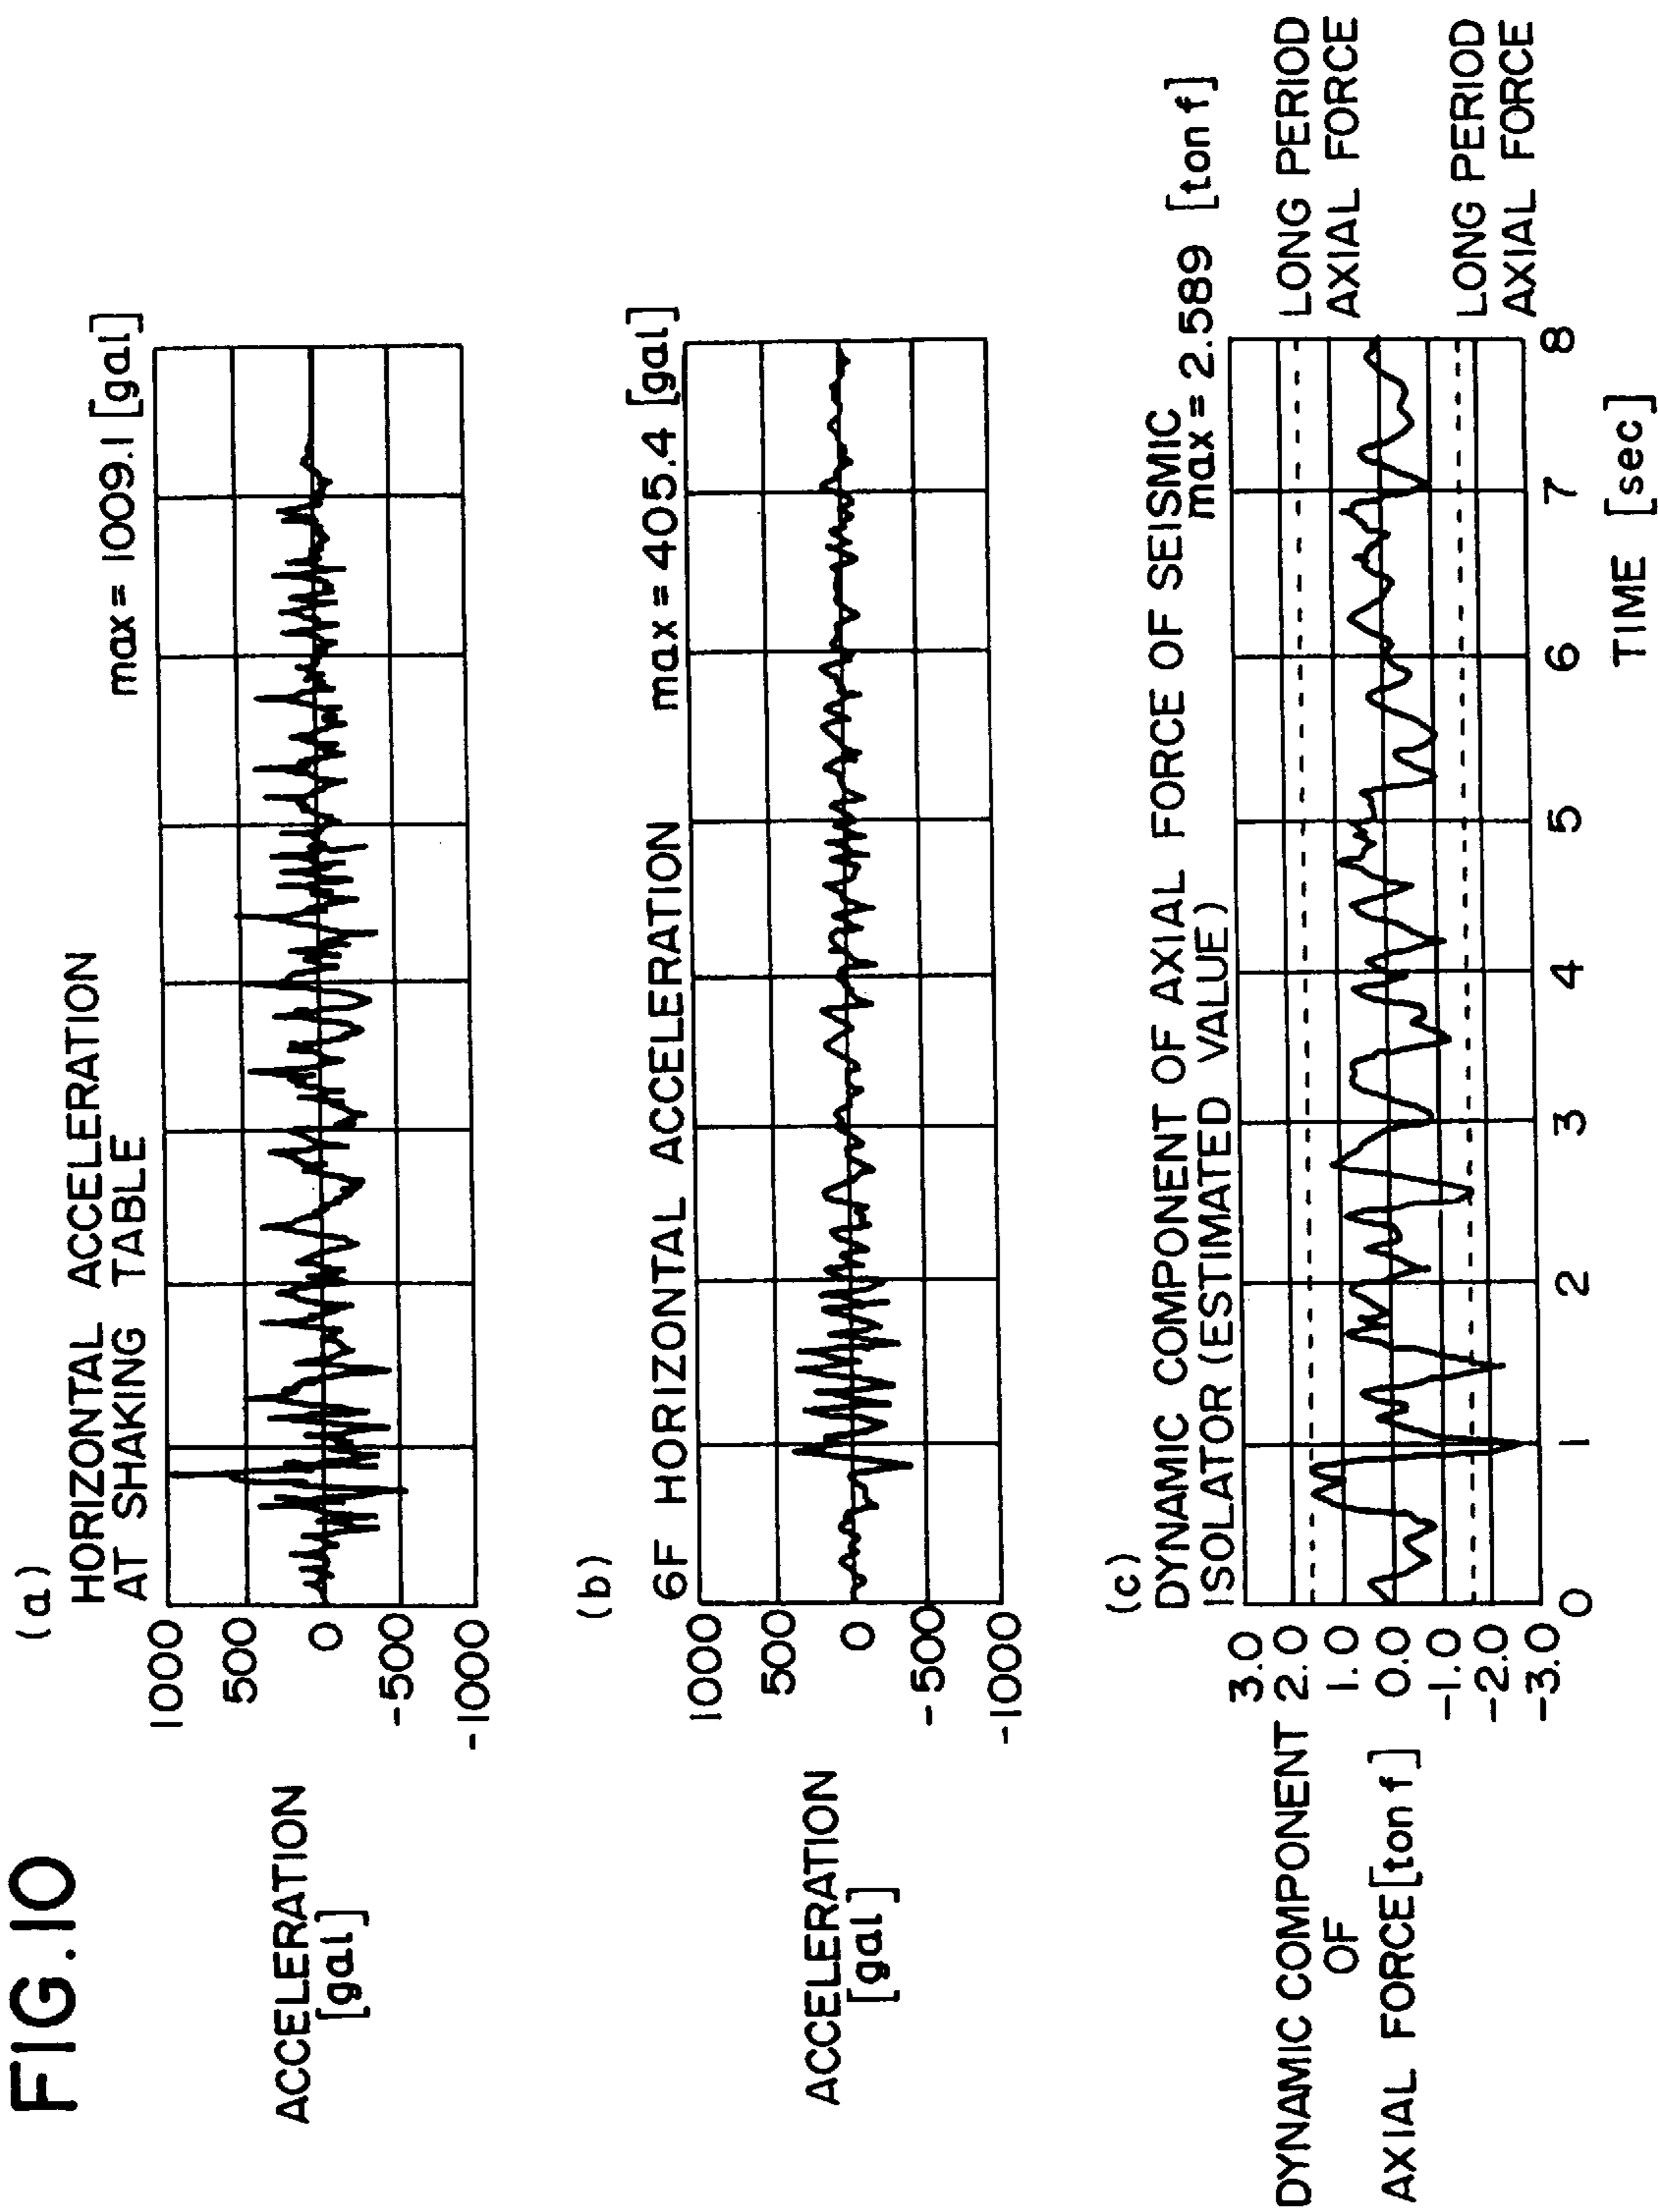 FIG.10
(a)
HORIZONTAL ACCELERATION
AT SHAKING TABLE
max = 1009.1 [gal]
ACCELERATION
[gal]
1000
500
0
-500
-1000
(b)
6F HORIZONTAL ACCELERATION max = 405.4 [gal]
ACCELERATION
[gal]
1000
500
0
-500
-1000
(c)
DYNAMIC COMPONENT OF AXIAL FORCE OF SEISMIC
ISOLATOR (ESTIMATED VALUE)
max = 2.589 [ton f]
DYNAMIC COMPONENT
OF
AXIAL FORCE[ton f]
3.0
2.0
1.0
0.0
-1.0
-2.0
-3.0
LONG PERIOD
AXIAL FORCE
LONG PERIOD
AXIAL FORCE
0 1 2 3 4 5 6 7 8
TIME [sec]